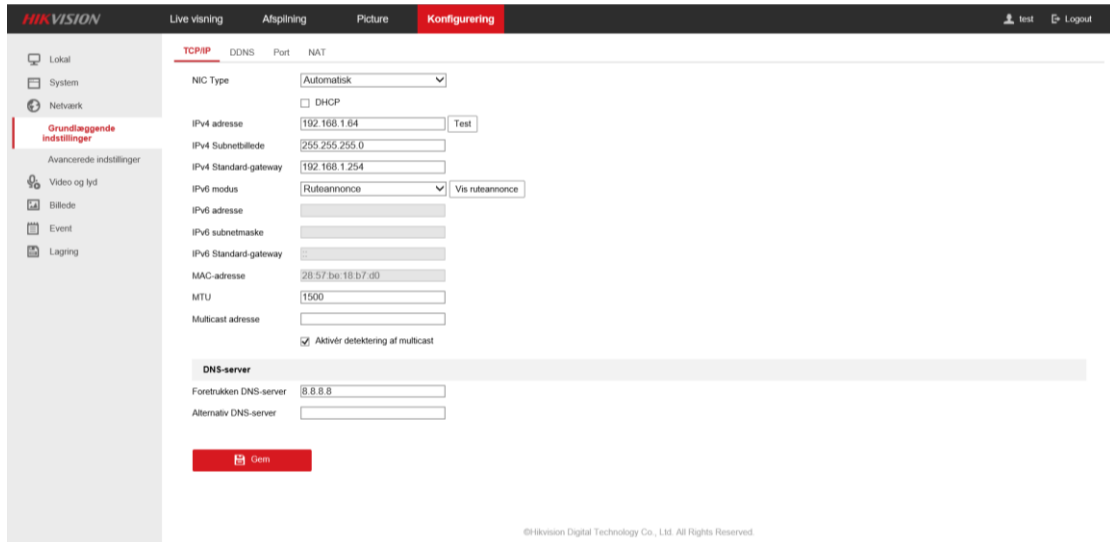 HIKVISION Live visning Afspilning Picture Konfigurering test Logout
Lokal
System
Netværk
Grundlæggende
indstillinger
Avancerede indstillinger
Video og lyd
Billede
Event
Lagring
TCP/IP DDNS Port NAT
NIC Type Automatisk
DHCP
IPv4 adresse 192.168.1.64 Test
IPv4 Subnetbillede 255.255.255.0
IPv4 Standard-gateway 192.168.1.254
IPv6 modus Ruteannonce Vis ruteannonce
IPv6 adresse
IPv6 subnetmaske
IPv6 Standard-gateway ::
MAC-adresse 28:57:be:18:b7:d0
MTU 1500
Multicast adresse
Aktivér detektering af multicast
DNS-server
Foretrukken DNS-server 8.8.8.8
Alternativ DNS-server
Gem
©Hikvision Digital Technology Co., Ltd. All Rights Reserved.